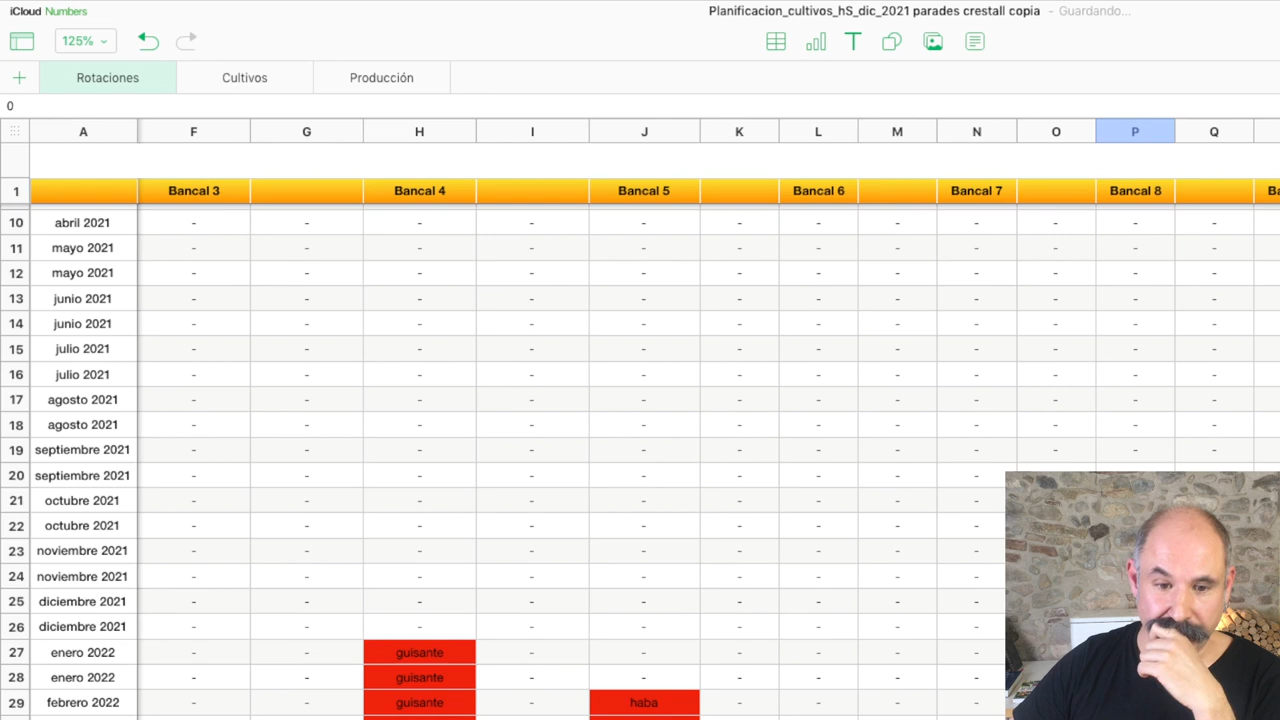 iCloud Numbers
Planificacion_cultivos_hS_dic_2021 parades crestall copia - Guardando...
125%
+ Rotaciones Cultivos Producción
0
A F G H I J K L M N O P Q
1 Bancal 3 Bancal 4 Bancal 5 Bancal 6 Bancal 7 Bancal 8 Ba
10 abril 2021 - - - - - - - - - - - -
11 mayo 2021 - - - - - - - - - - - -
12 mayo 2021 - - - - - - - - - - - -
13 junio 2021 - - - - - - - - - - - -
14 junio 2021 - - - - - - - - - - - -
15 julio 2021 - - - - - - - - - - - -
16 julio 2021 - - - - - - - - - - - -
17 agosto 2021 - - - - - - - - - - - -
18 agosto 2021 - - - - - - - - - - - -
19 septiembre 2021 - - - - - - - - - - - -
20 septiembre 2021 - - - - - - - - -
21 octubre 2021 - - - - - - - - -
22 octubre 2021 - - - - - - - - -
23 noviembre 2021 - - - - - - - - -
24 noviembre 2021 - - - - - - - - -
25 diciembre 2021 - - - - - - - - -
26 diciembre 2021 - - - - - - - - -
27 enero 2022 - - guisante - - - - - -
28 enero 2022 - - guisante - - - - - -
29 febrero 2022 - - guisante - haba - - - -